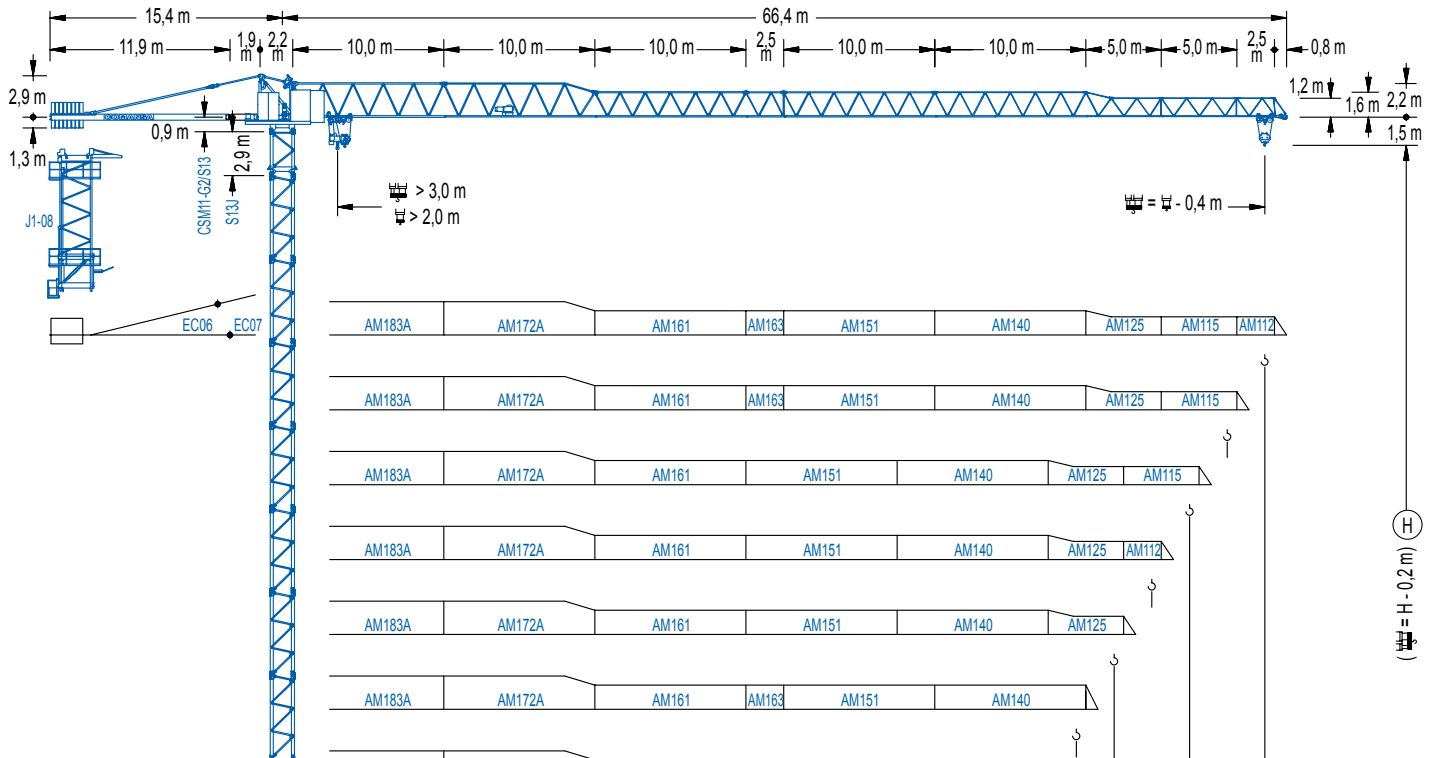 15,4 m
66,4 m
11,9 m
1,9 m
2,2 m
10,0 m
10,0 m
10,0 m
2,5 m
10,0 m
10,0 m
5,0 m
5,0 m
2,5 m
0,8 m
2,9 m
1,2 m
1,6 m
2,2 m
0,9 m
2,9 m
1,5 m
1,3 m
CSM11-G2/S13
S13J
J1-08
> 3,0 m
> 2,0 m
= - 0,4 m
EC06 EC07
AM183A AM172A AM161 AM163 AM151 AM140 AM125 AM115 AM112
AM183A AM172A AM161 AM163 AM151 AM140 AM125 AM115
AM183A AM172A AM161 AM151 AM140 AM125 AM115
AM183A AM172A AM161 AM151 AM140 AM125 AM112
AM183A AM172A AM161 AM151 AM140 AM125
AM183A AM172A AM161 AM163 AM151 AM140
H
( = H - 0,2 m)